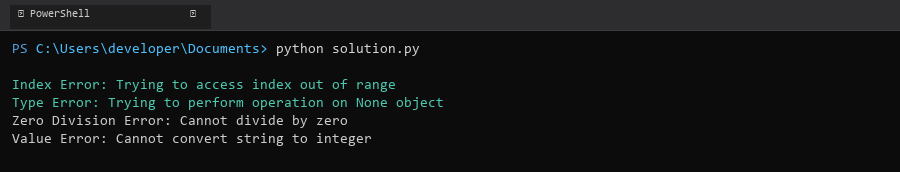 PowerShell
PS C:\Users\developer\Documents> python solution.py
Index Error: Trying to access index out of range
Type Error: Trying to perform operation on None object
Zero Division Error: Cannot divide by zero
Value Error: Cannot convert string to integer